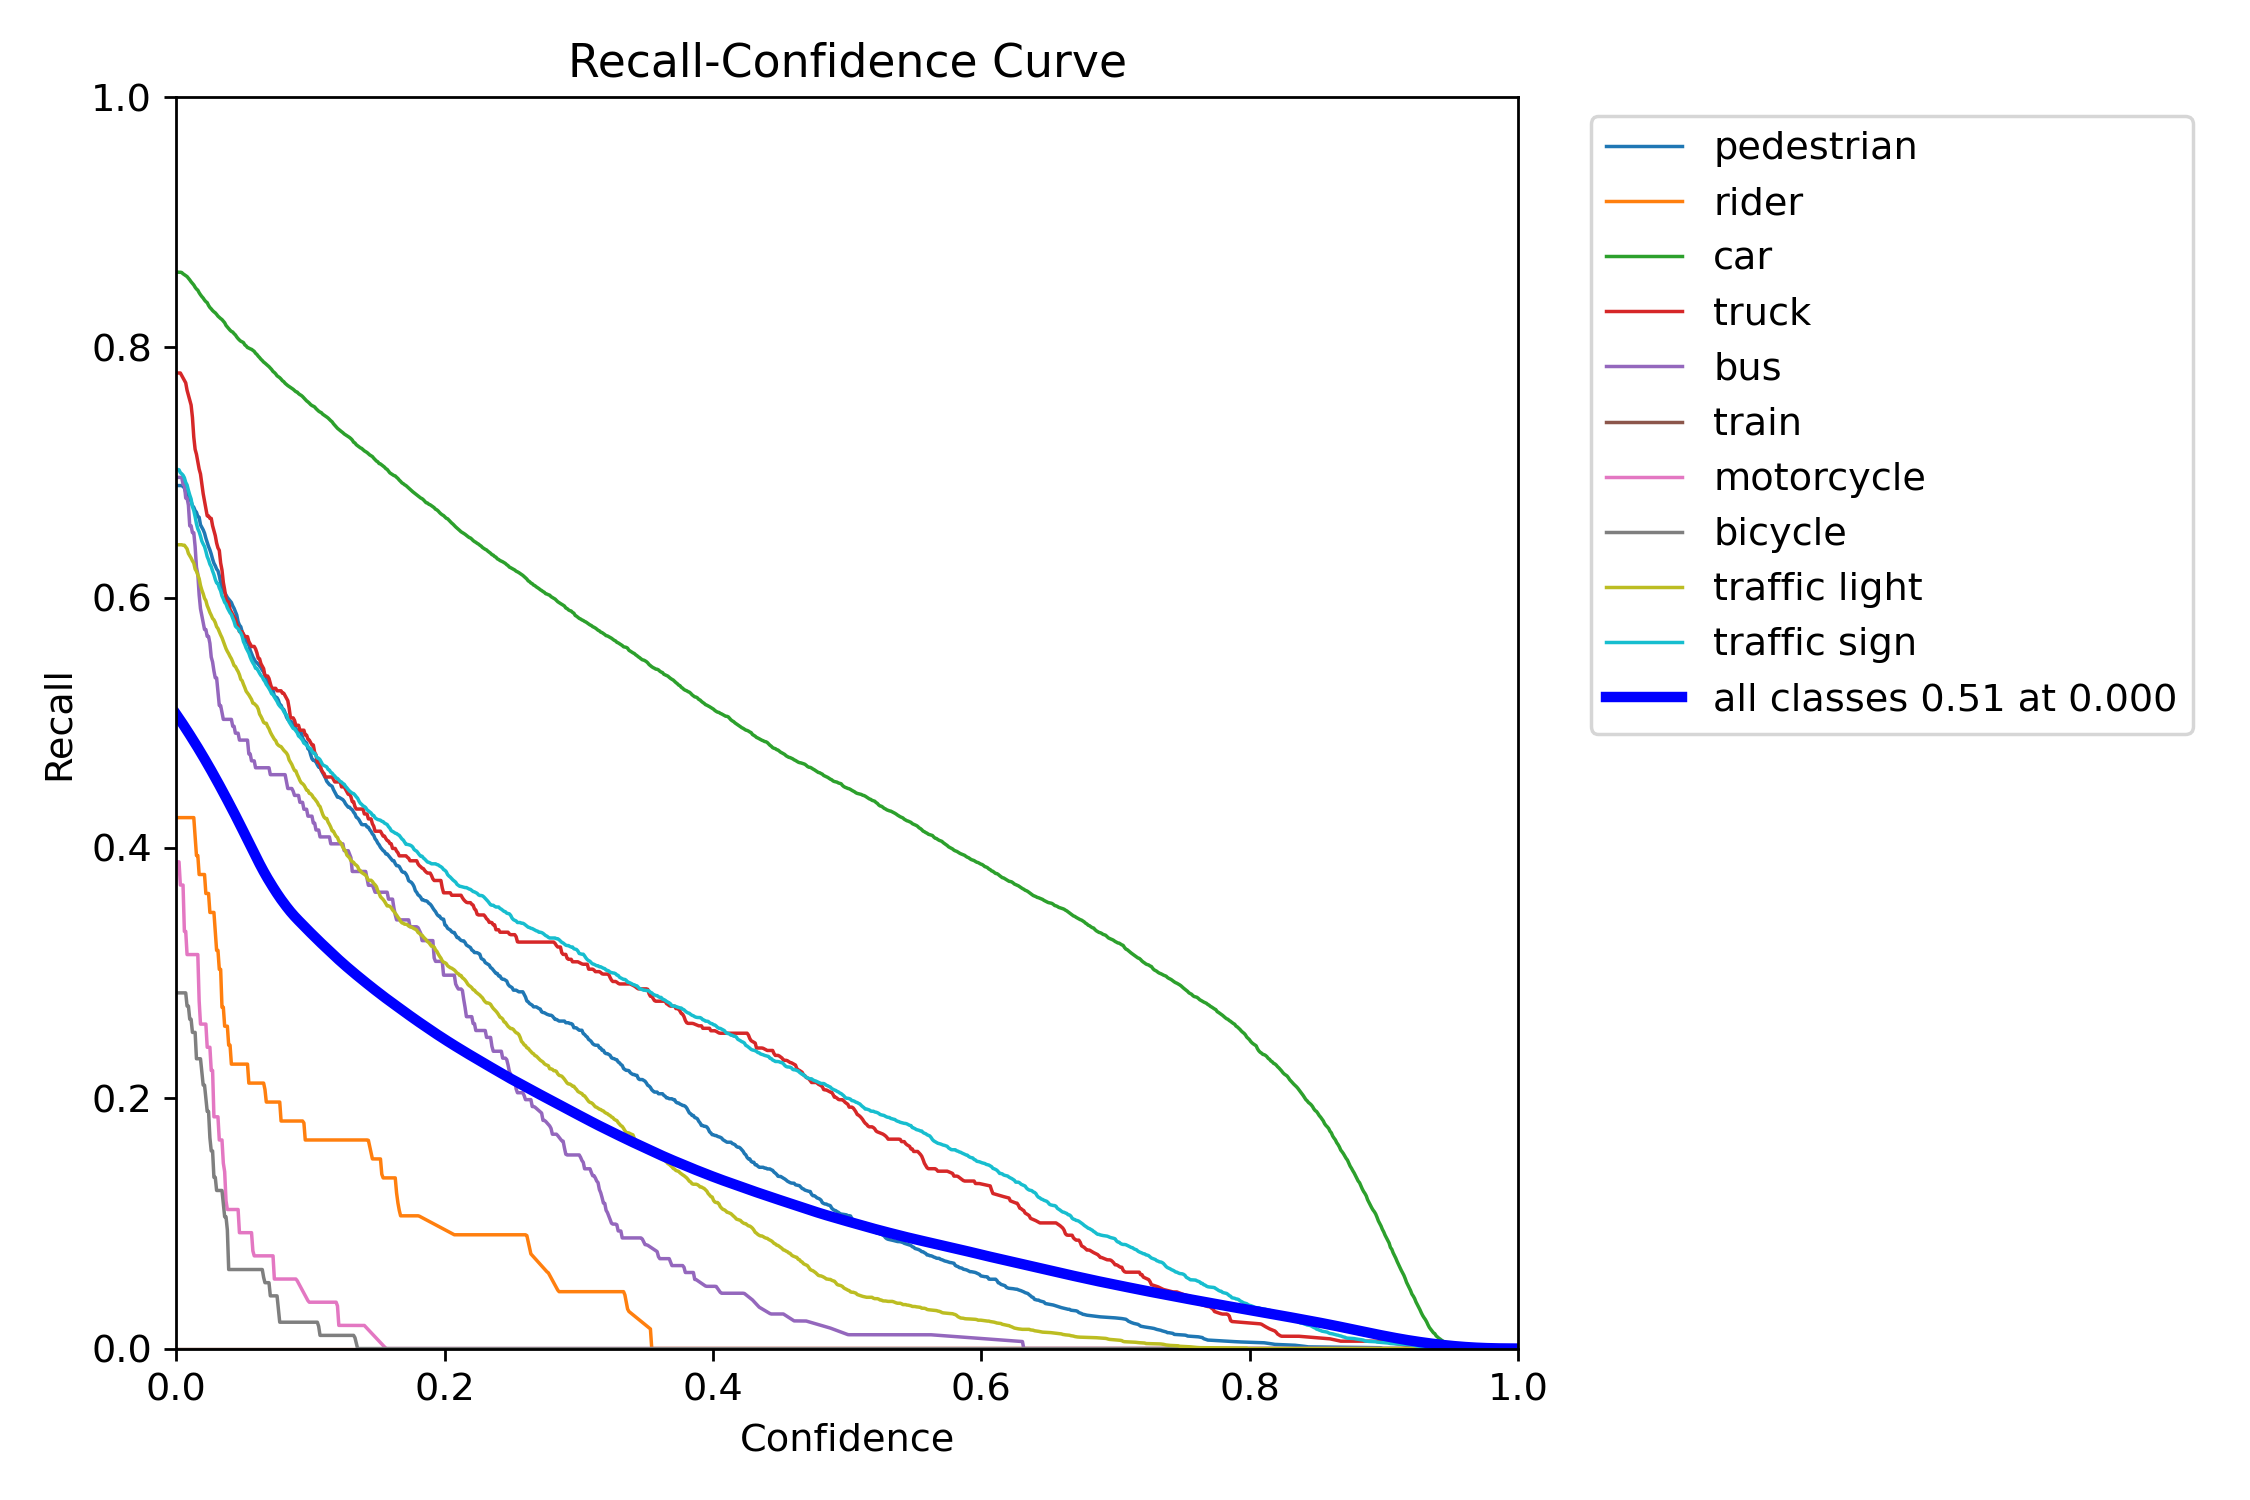 Recall-Confidence Curve
1.0
0.8
0.6
0.4
0.2
0.0
Recall
0.0 0.2 0.4 0.6 0.8 1.0
Confidence
pedestrian
rider
car
truck
bus
train
motorcycle
bicycle
traffic light
traffic sign
all classes 0.51 at 0.000